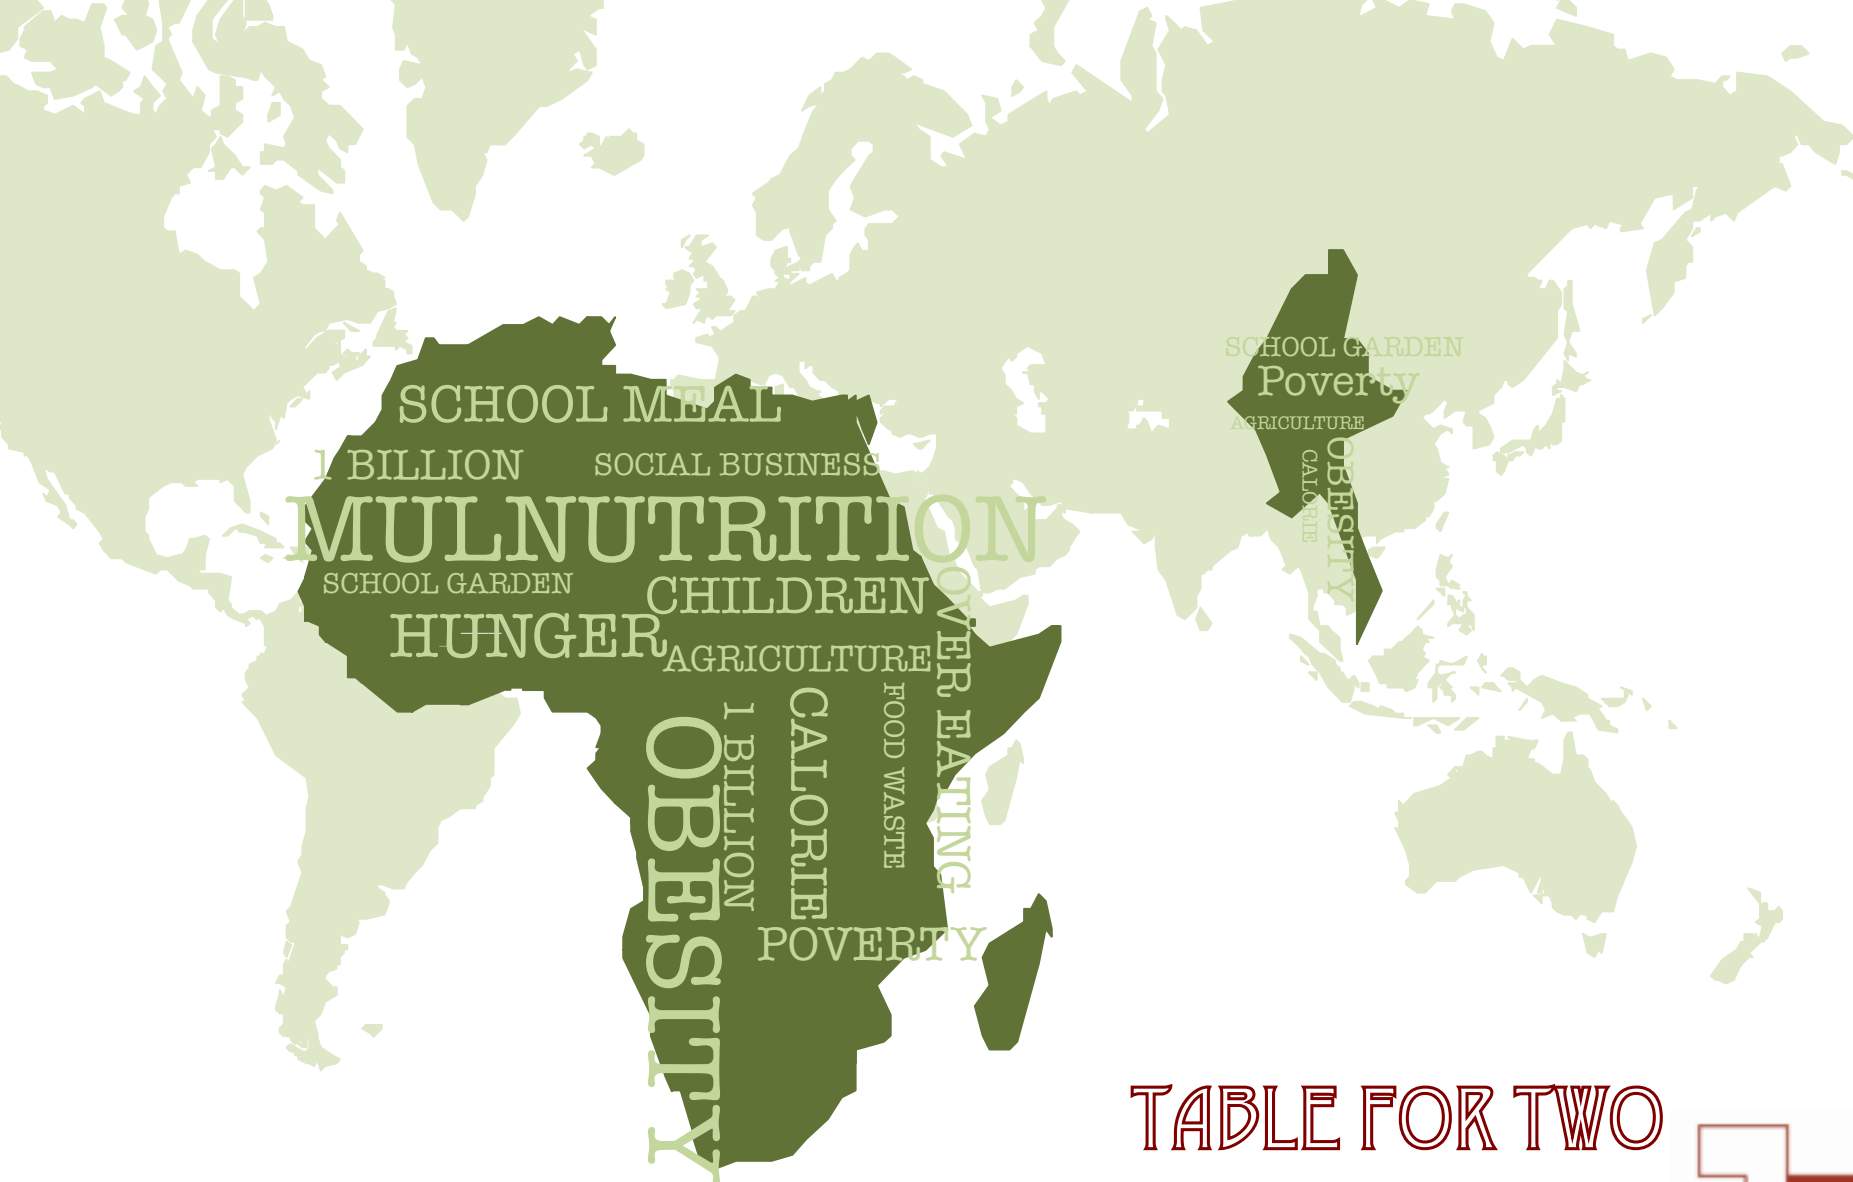 SCHOOL MEAL
1 BILLION
SOCIAL BUSINESS
MULNUTRITION
SCHOOL GARDEN
CHILDREN
HUNGER
AGRICULTURE
OVER EATING
OBESITY
1 BILLION
CALORIE
FOOD WASTE
POVERTY
SCHOOL GARDEN
Poverty
AGRICULTURE
CALORIE
OBESITY
TABLE FOR TWO